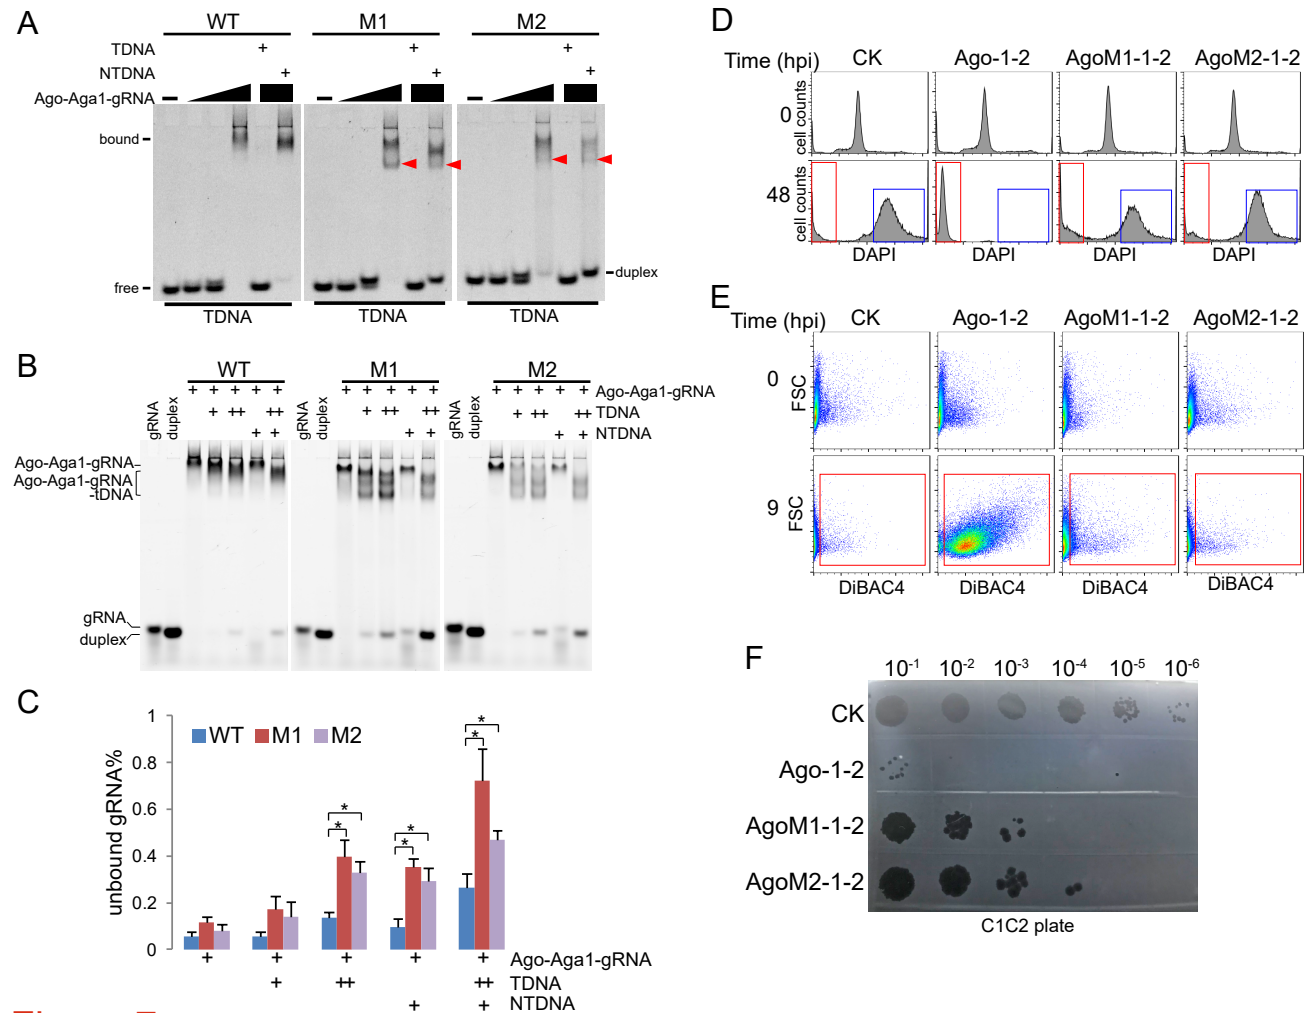 A
WT
M1
M2
TDNA
+
+
+
NTDNA
+
+
+
Ago-Aga1-gRNA
bound
free
duplex
TDNA
TDNA
TDNA
B
WT
M1
M2
gRNA
duplex
gRNA
duplex
gRNA
duplex
+ + + + +
+ + + + +
+ + + + +
Ago-Aga1-gRNA
+ ++ ++
+ ++ ++
+ ++ ++
TDNA
+ +
+ +
+ +
NTDNA
Ago-Aga1-gRNA
Ago-Aga1-gRNA
-tDNA
gRNA
duplex
C
unbound gRNA%
1
0.8
0.6
0.4
0.2
0
WT M1 M2
*
*
*
*
*
*
+ + + + + Ago-Aga1-gRNA
+ ++ ++ TDNA
+ + NTDNA
D
Time (hpi)
CK
Ago-1-2
AgoM1-1-2
AgoM2-1-2
0
cell counts
48
cell counts
DAPI
DAPI
DAPI
DAPI
E
Time (hpi)
CK
Ago-1-2
AgoM1-1-2
AgoM2-1-2
0
FSC
9
FSC
DiBAC4
DiBAC4
DiBAC4
DiBAC4
F
10-1 10-2 10-3 10-4 10-5 10-6
CK
Ago-1-2
AgoM1-1-2
AgoM2-1-2
C1C2 plate